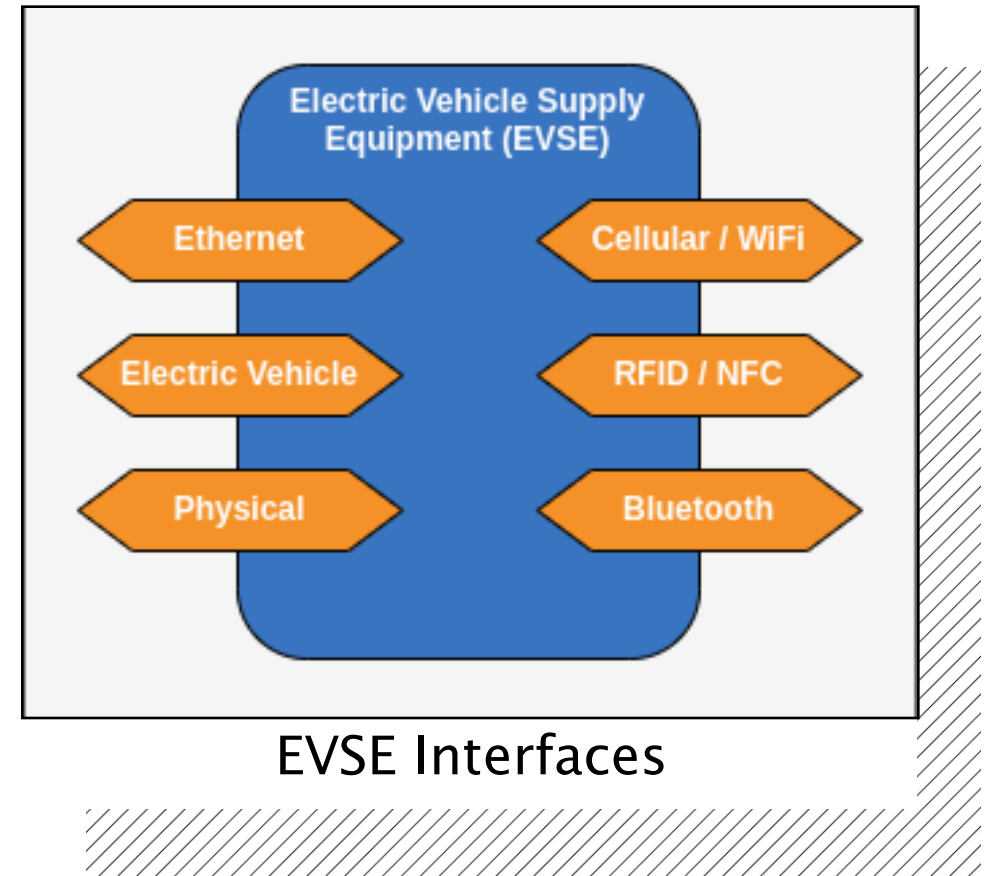 Electric Vehicle Supply
Equipment (EVSE)
Ethernet
Cellular / WiFi
Electric Vehicle
RFID / NFC
Physical
Bluetooth
EVSE Interfaces